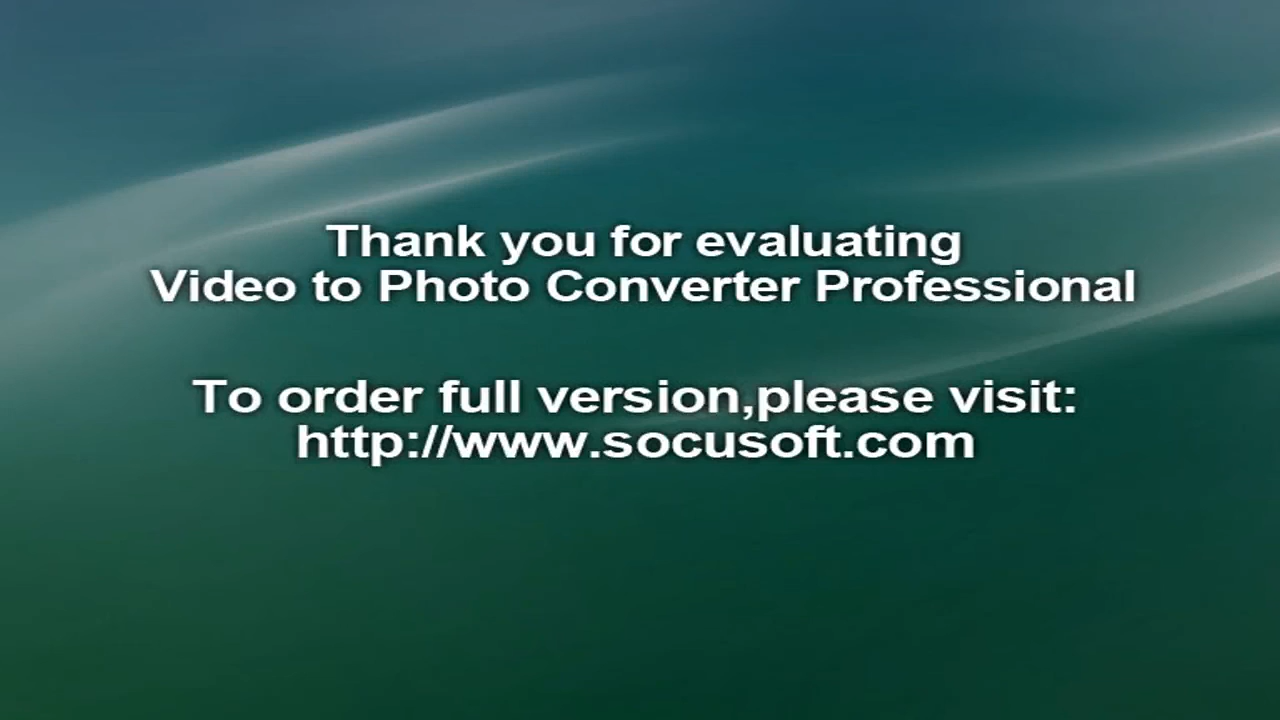 Thank you for evaluating
Video to Photo Converter Professional
To order full version,please visit:
http://www.socusoft.com